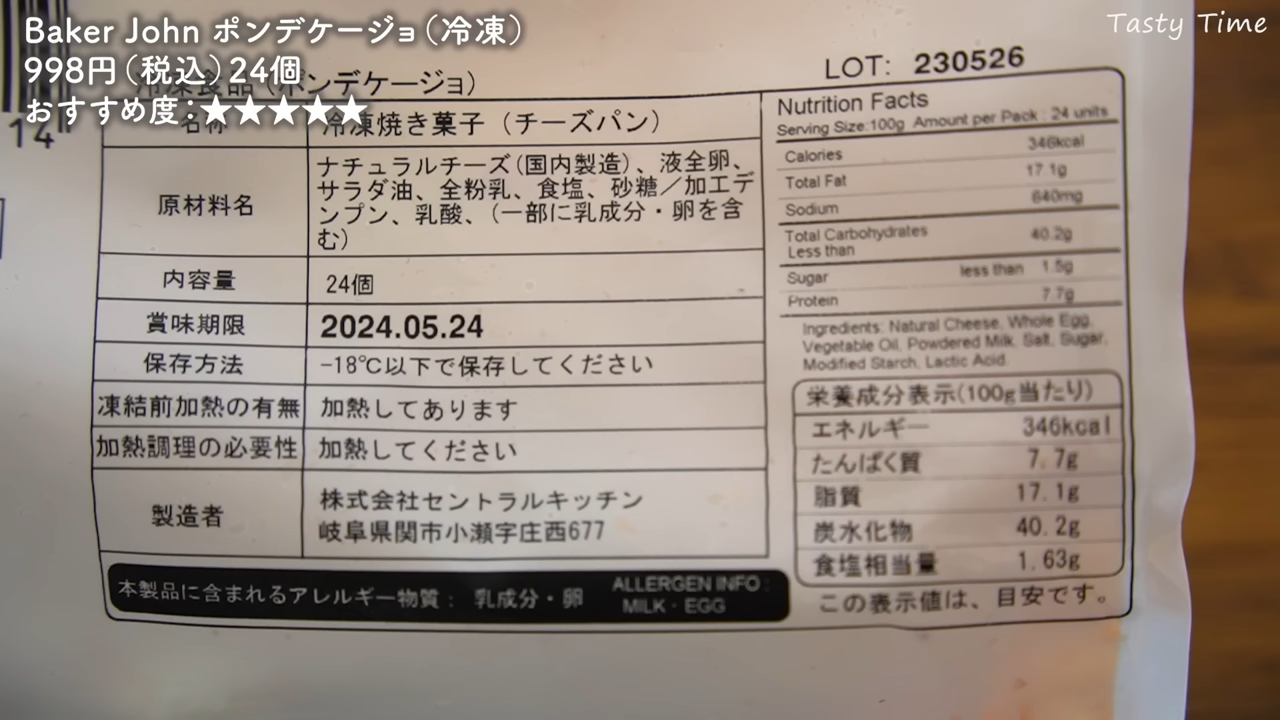 Baker John ポンデケージョ（冷凍）
998円（税込）24個
おすすめ度：★★★★★
Tasty Time
14
冷凍食品（ポンデケージョ）
名称
冷凍焼き菓子（チーズパン）
原材料名
ナチュラルチーズ（国内製造）、液全卵、
サラダ油、全粉乳、食塩、砂糖／加工デ
ンプン、乳酸、（一部に乳成分・卵を含
む）
内容量
24個
賞味期限
2024.05.24
保存方法
-18℃以下で保存してください
凍結前加熱の有無
加熱してあります
加熱調理の必要性
加熱してください
製造者
株式会社セントラルキッチン
岐阜県関市小瀬字庄西677
本製品に含まれるアレルギー物質： 乳成分・卵
ALLERGEN INFO :
MILK・EGG
LOT: 230526
Nutrition Facts
Serving Size:100g Amount per Pack : 24 units
Calories 346kcal
Total Fat 17.1g
Sodium 640mg
Total Carbohydrates 40.2g
Less than
Sugar less than 1.5g
Protein 7.7g
Ingredients: Natural Cheese, Whole Egg,
Vegetable Oil, Powdered Milk, Salt, Sugar,
Modified Starch, Lactic Acid.
栄養成分表示(100g当たり)
エネルギー 346kcal
たんぱく質 7.7g
脂質 17.1g
炭水化物 40.2g
食塩相当量 1.63g
この表示値は、目安です。